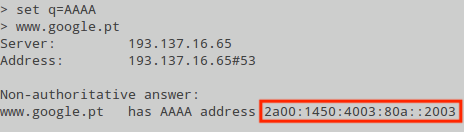 > set q=AAAA
> www.google.pt
Server:         193.137.16.65
Address:        193.137.16.65#53

Non-authoritative answer:
www.google.pt   has AAAA address 2a00:1450:4003:80a::2003